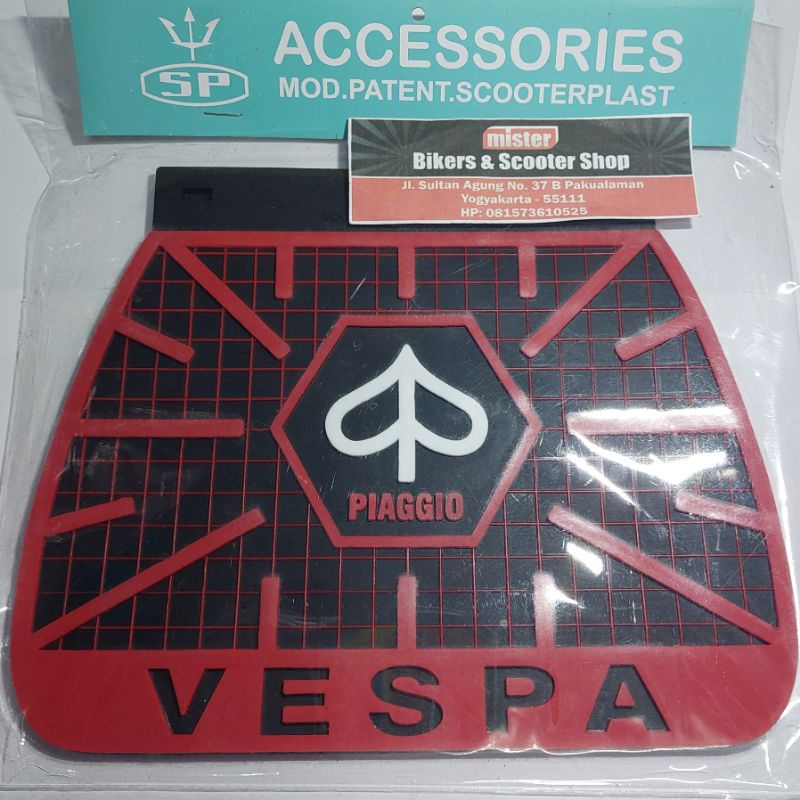 SP
ACCESSORIES
MOD.PATENT.SCOOTERPLAST
mister
Bikers & Scooter Shop
Jl. Sultan Agung No. 37 B Pakualaman
Yogyakarta - 55111
HP: 081573610525
PIAGGIO
VESPA